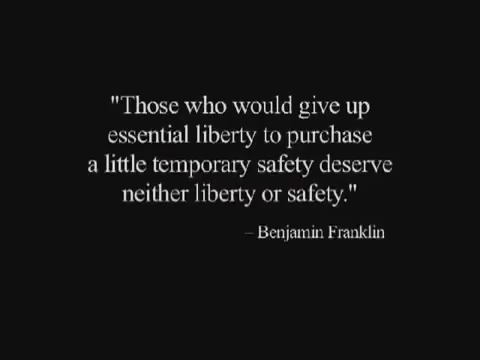 "Those who would give up
essential liberty to purchase
a little temporary safety deserve
neither liberty or safety."
– Benjamin Franklin